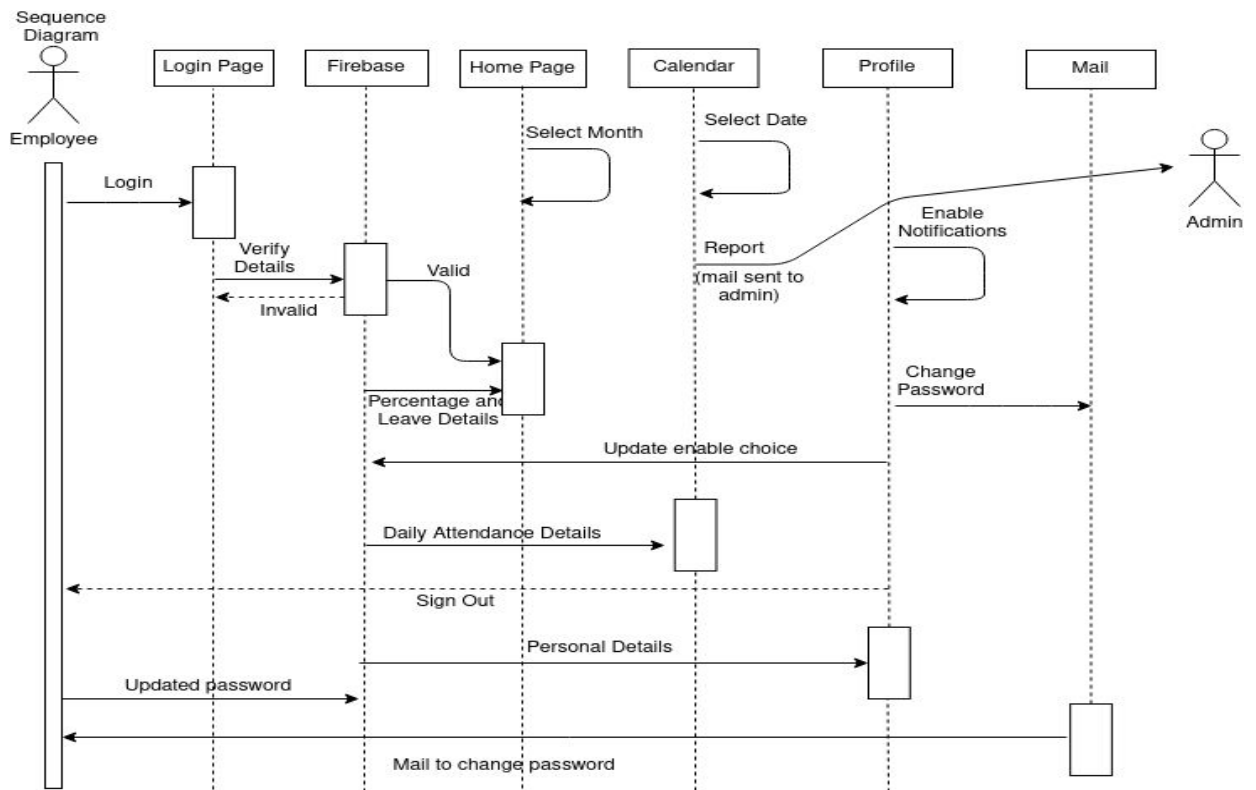 Sequence
Diagram
Employee
Login Page
Firebase
Home Page
Calendar
Profile
Mail
Admin
Select Month
Select Date
Login
Enable
Notifications
Verify
Details
Valid
Report
(mail sent to
admin)
Invalid
Change
Password
Percentage and
Leave Details
Update enable choice
Daily Attendance Details
Sign Out
Personal Details
Updated password
Mail to change password